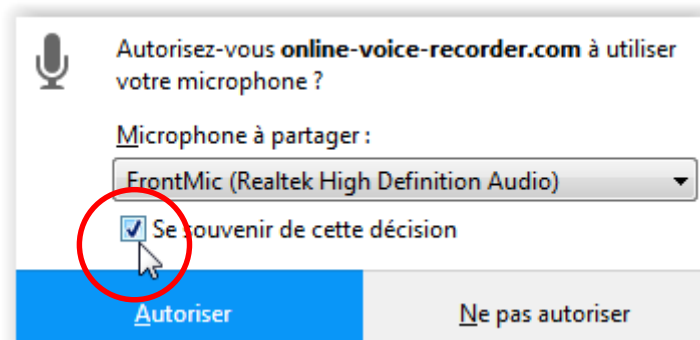 Autorisez-vous online-voice-recorder.com à utiliser
votre microphone ?
Microphone à partager :
FrontMic (Realtek High Definition Audio)
Se souvenir de cette décision
Autoriser
Ne pas autoriser